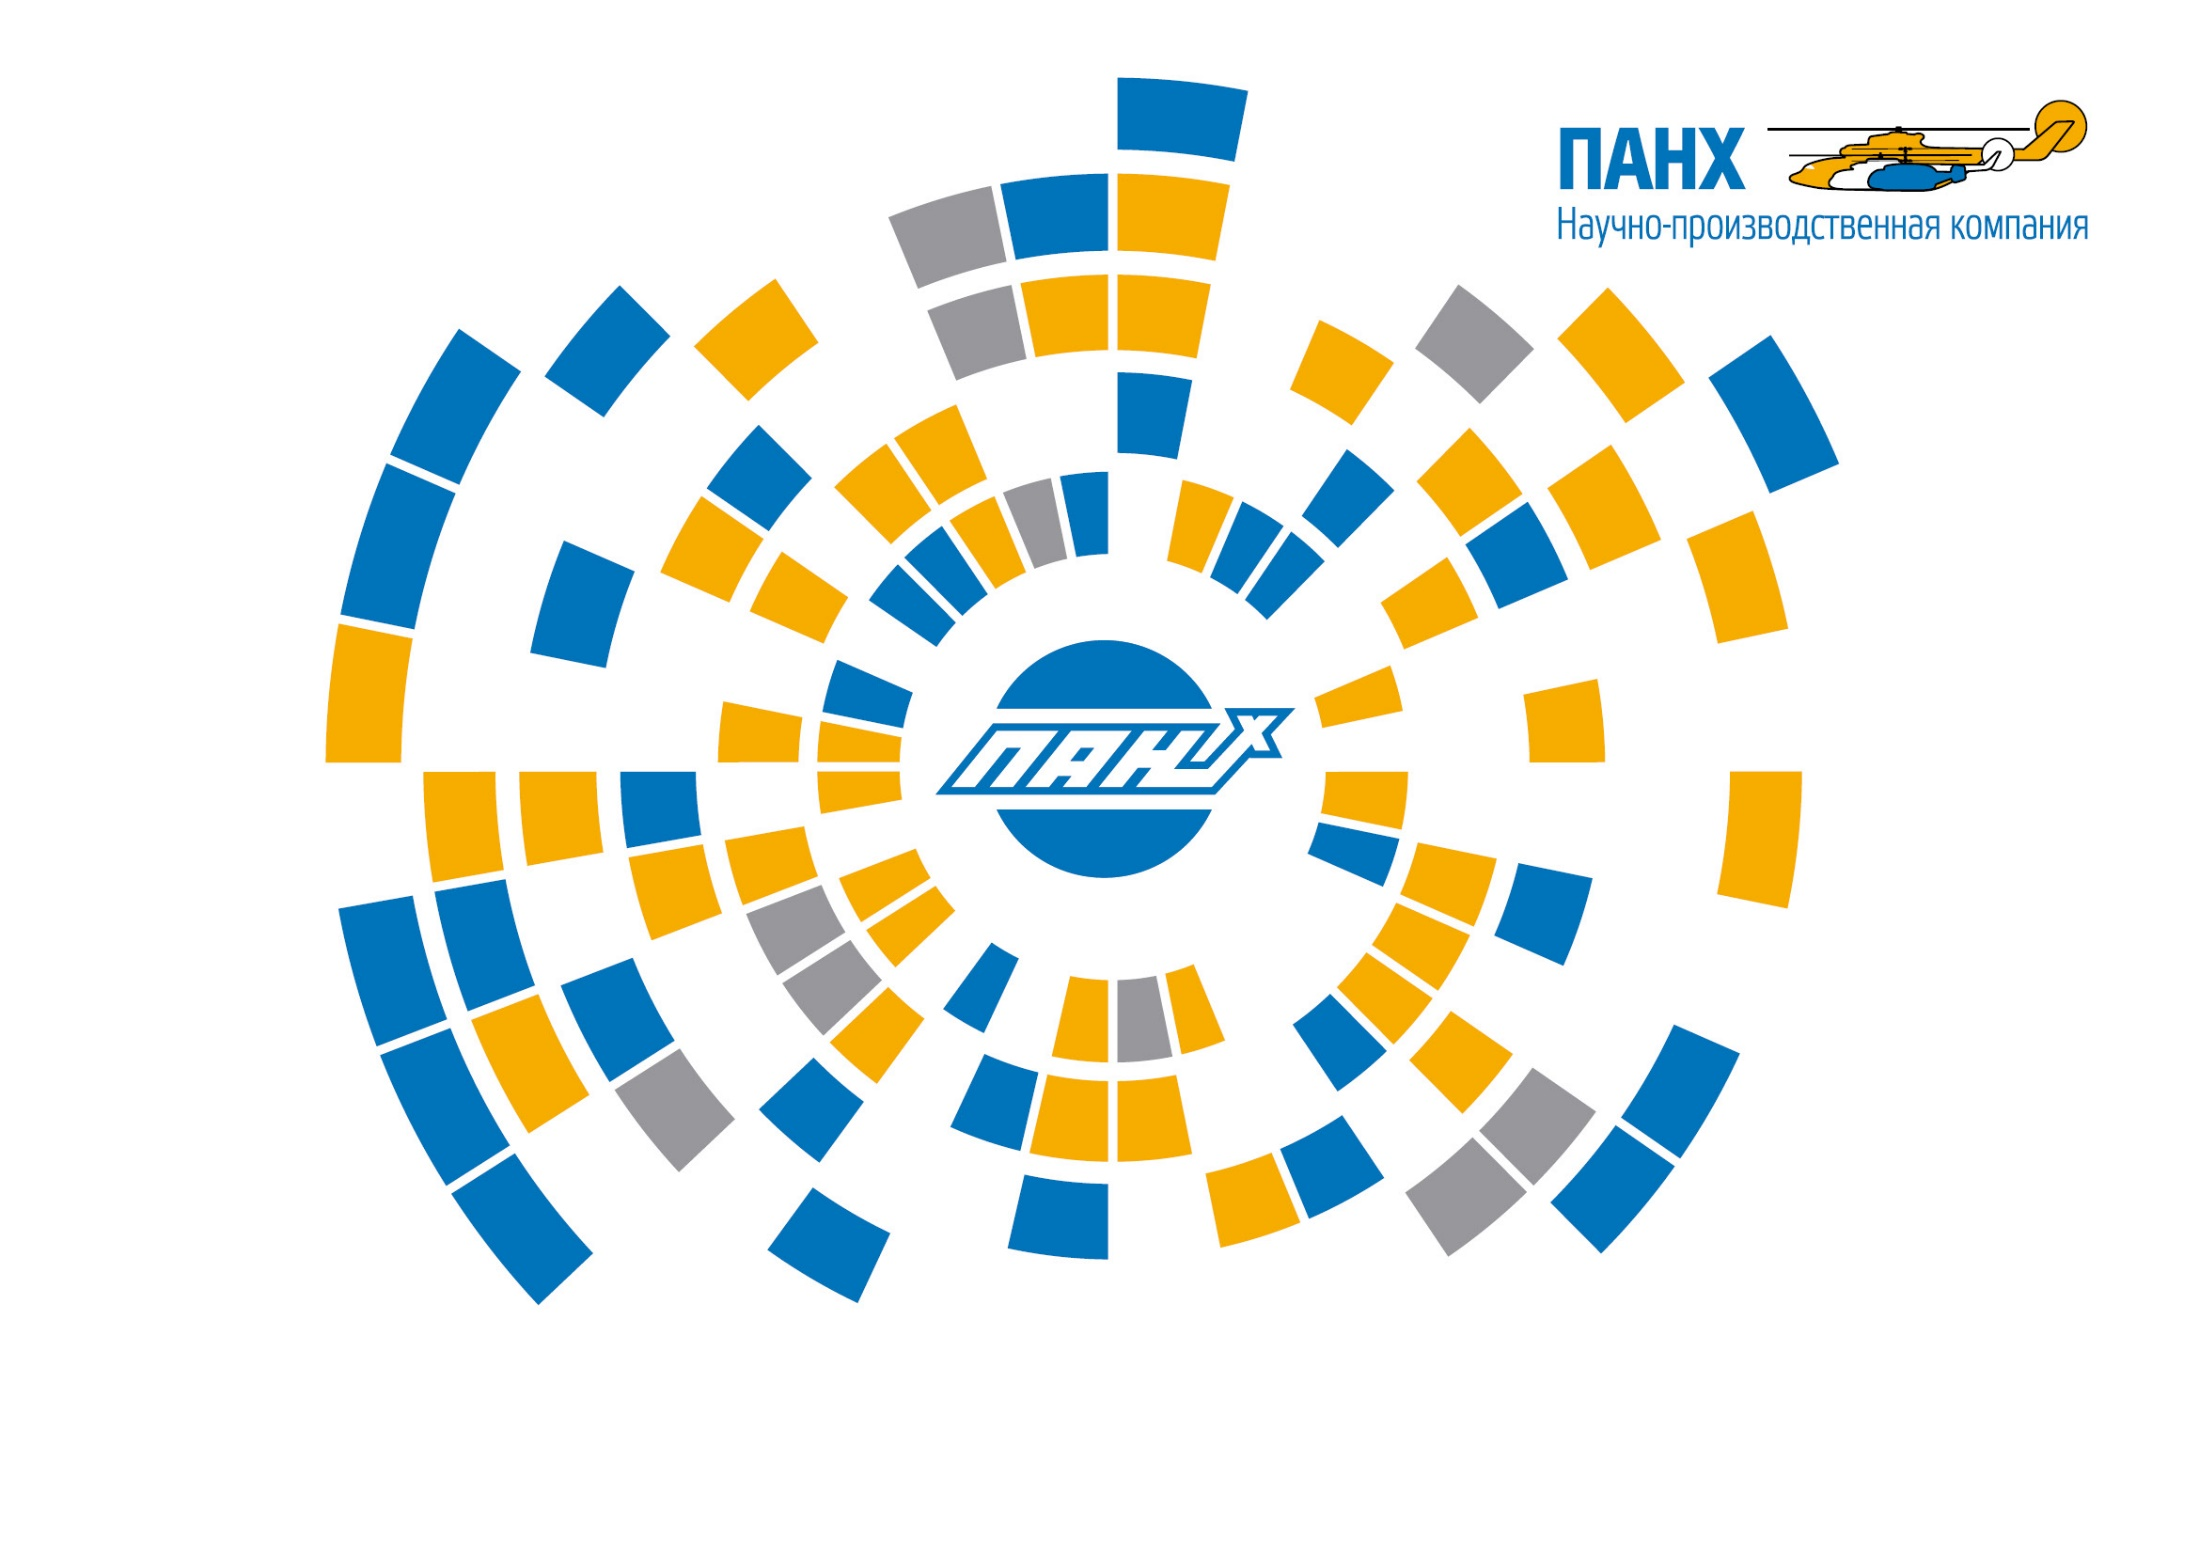 ПАНХ
Научно-производственная компания
ПАНХ